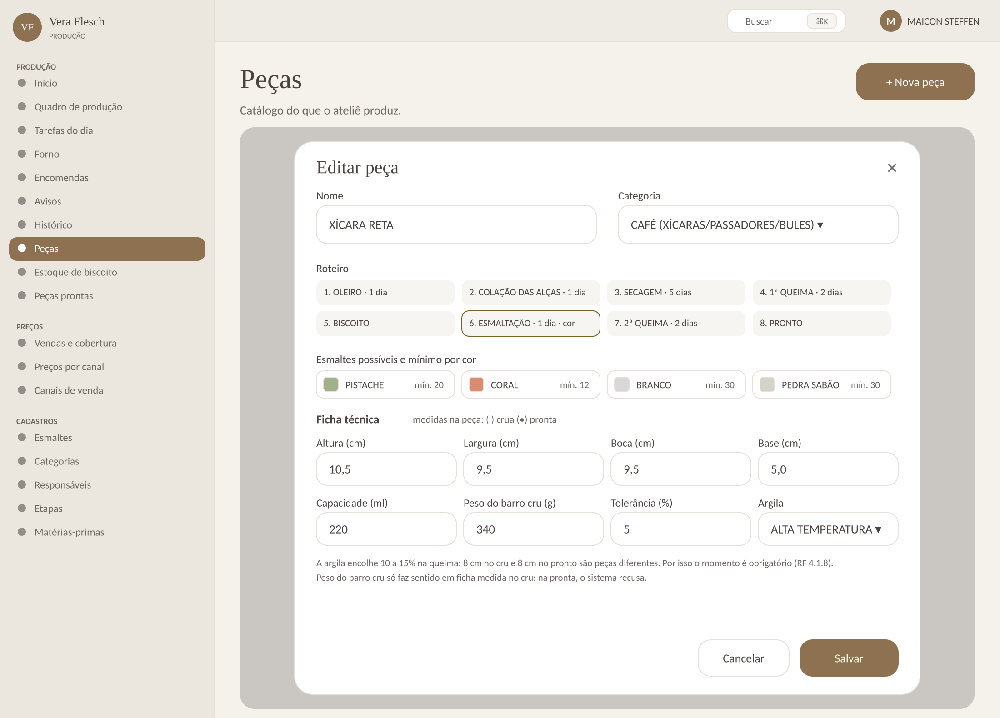 VF
Vera Flesch
PRODUÇÃO
Buscar
⌘K
M
MAICON STEFFEN
PRODUÇÃO
Início
Quadro de produção
Tarefas do dia
Forno
Encomendas
Avisos
Histórico
Peças
Estoque de biscoito
Peças prontas
PREÇOS
Vendas e cobertura
Preços por canal
Canais de venda
CADASTROS
Esmaltes
Categorias
Responsáveis
Etapas
Matérias-primas
Peças
+ Nova peça
Catálogo do que o ateliê produz.
Editar peça
✕
Nome
Categoria
XÍCARA RETA
CAFÉ (XÍCARAS/PASSADORES/BULES) ▾
Roteiro
1. OLEIRO · 1 dia
2. COLAÇÃO DAS ALÇAS · 1 dia
3. SECAGEM · 5 dias
4. 1ª QUEIMA · 2 dias
5. BISCOITO
6. ESMALTAÇÃO · 1 dia · cor
7. 2ª QUEIMA · 2 dias
8. PRONTO
Esmaltes possíveis e mínimo por cor
PISTACHE mín. 20
CORAL mín. 12
BRANCO mín. 30
PEDRA SABÃO mín. 30
Ficha técnica
medidas na peça: ( ) crua (•) pronta
Altura (cm)
Largura (cm)
Boca (cm)
Base (cm)
10,5
9,5
9,5
5,0
Capacidade (ml)
Peso do barro cru (g)
Tolerância (%)
Argila
220
340
5
ALTA TEMPERATURA ▾
A argila encolhe 10 a 15% na queima: 8 cm no cru e 8 cm no pronto são peças diferentes. Por isso o momento é obrigatório (RF 4.1.8).
Peso do barro cru só faz sentido em ficha medida no cru: na pronta, o sistema recusa.
Cancelar
Salvar